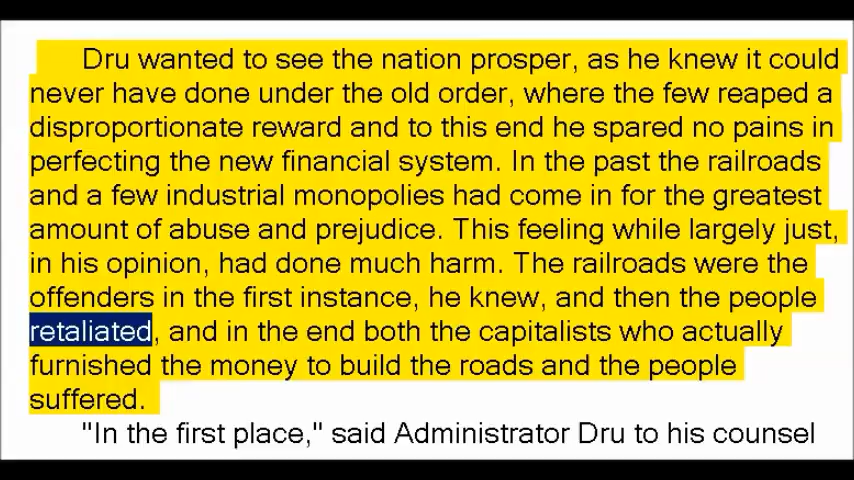 Dru wanted to see the nation prosper, as he knew it could
never have done under the old order, where the few reaped a
disproportionate reward and to this end he spared no pains in
perfecting the new financial system. In the past the railroads
and a few industrial monopolies had come in for the greatest
amount of abuse and prejudice. This feeling while largely just,
in his opinion, had done much harm. The railroads were the
offenders in the first instance, he knew, and then the people
retaliated, and in the end both the capitalists who actually
furnished the money to build the roads and the people
suffered.
"In the first place," said Administrator Dru to his counsel